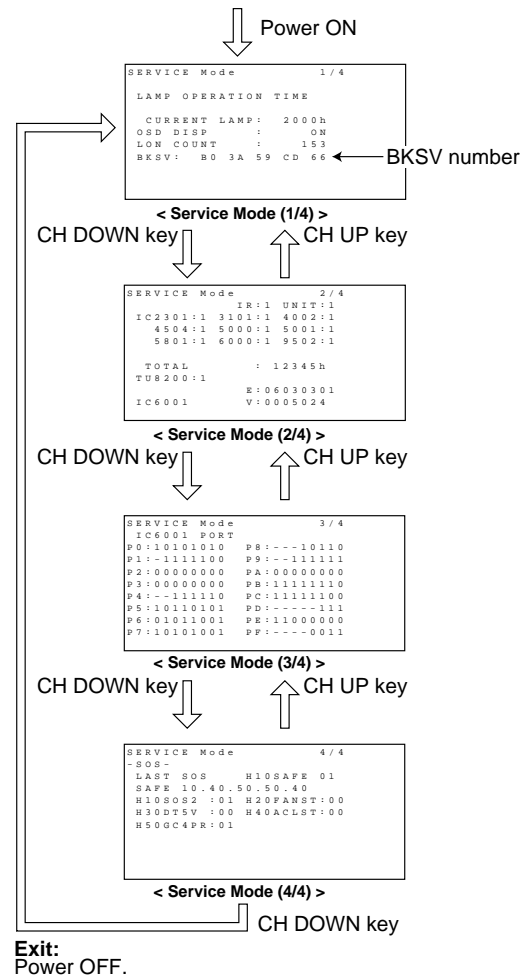 Power ON
SERVICE Mode 1/4
LAMP OPERATION TIME
CURRENT LAMP: 2000h
OSD DISP : ON
LON COUNT : 153
BKSV: B0 3A 59 CD 66
BKSV number
< Service Mode (1/4) >
CH DOWN key CH UP key
SERVICE Mode 2/4
IR:1 UNIT:1
IC2301:1 3101:1 4002:1
4504:1 5000:1 5001:1
5801:1 6000:1 9502:1
TOTAL : 12345h
TU8200:1
E:06030301
IC6001 V:0005024
< Service Mode (2/4) >
CH DOWN key CH UP key
SERVICE Mode 3/4
IC6001 PORT
P0:10101010 P8:---10110
P1:-1111100 P9:--111111
P2:00000000 PA:00000000
P3:00000000 PB:11111110
P4:--111110 PC:11111100
P5:10110101 PD:-----111
P6:01011001 PE:11000000
P7:10101001 PF:----0011
< Service Mode (3/4) >
CH DOWN key CH UP key
SERVICE Mode 4/4
-SOS-
LAST SOS H10SAFE 01
SAFE 10.40.50.50.40
H10SOS2 :01 H20FANST:00
H30DT5V :00 H40ACLST:00
H50GC4PR:01
< Service Mode (4/4) >
CH DOWN key
Exit:
Power OFF.